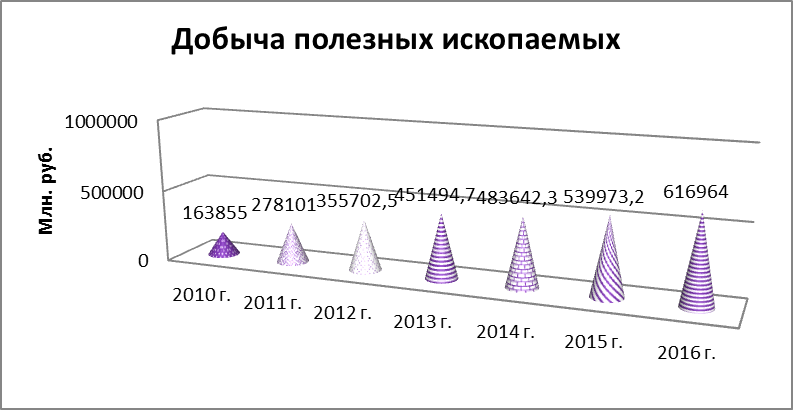 Добыча полезных ископаемых
Млн. руб.
1000000
500000
0
163855
278101
355702,5
451494,7
483642,3
539973,2
616964
2010 г.
2011 г.
2012 г.
2013 г.
2014 г.
2015 г.
2016 г.